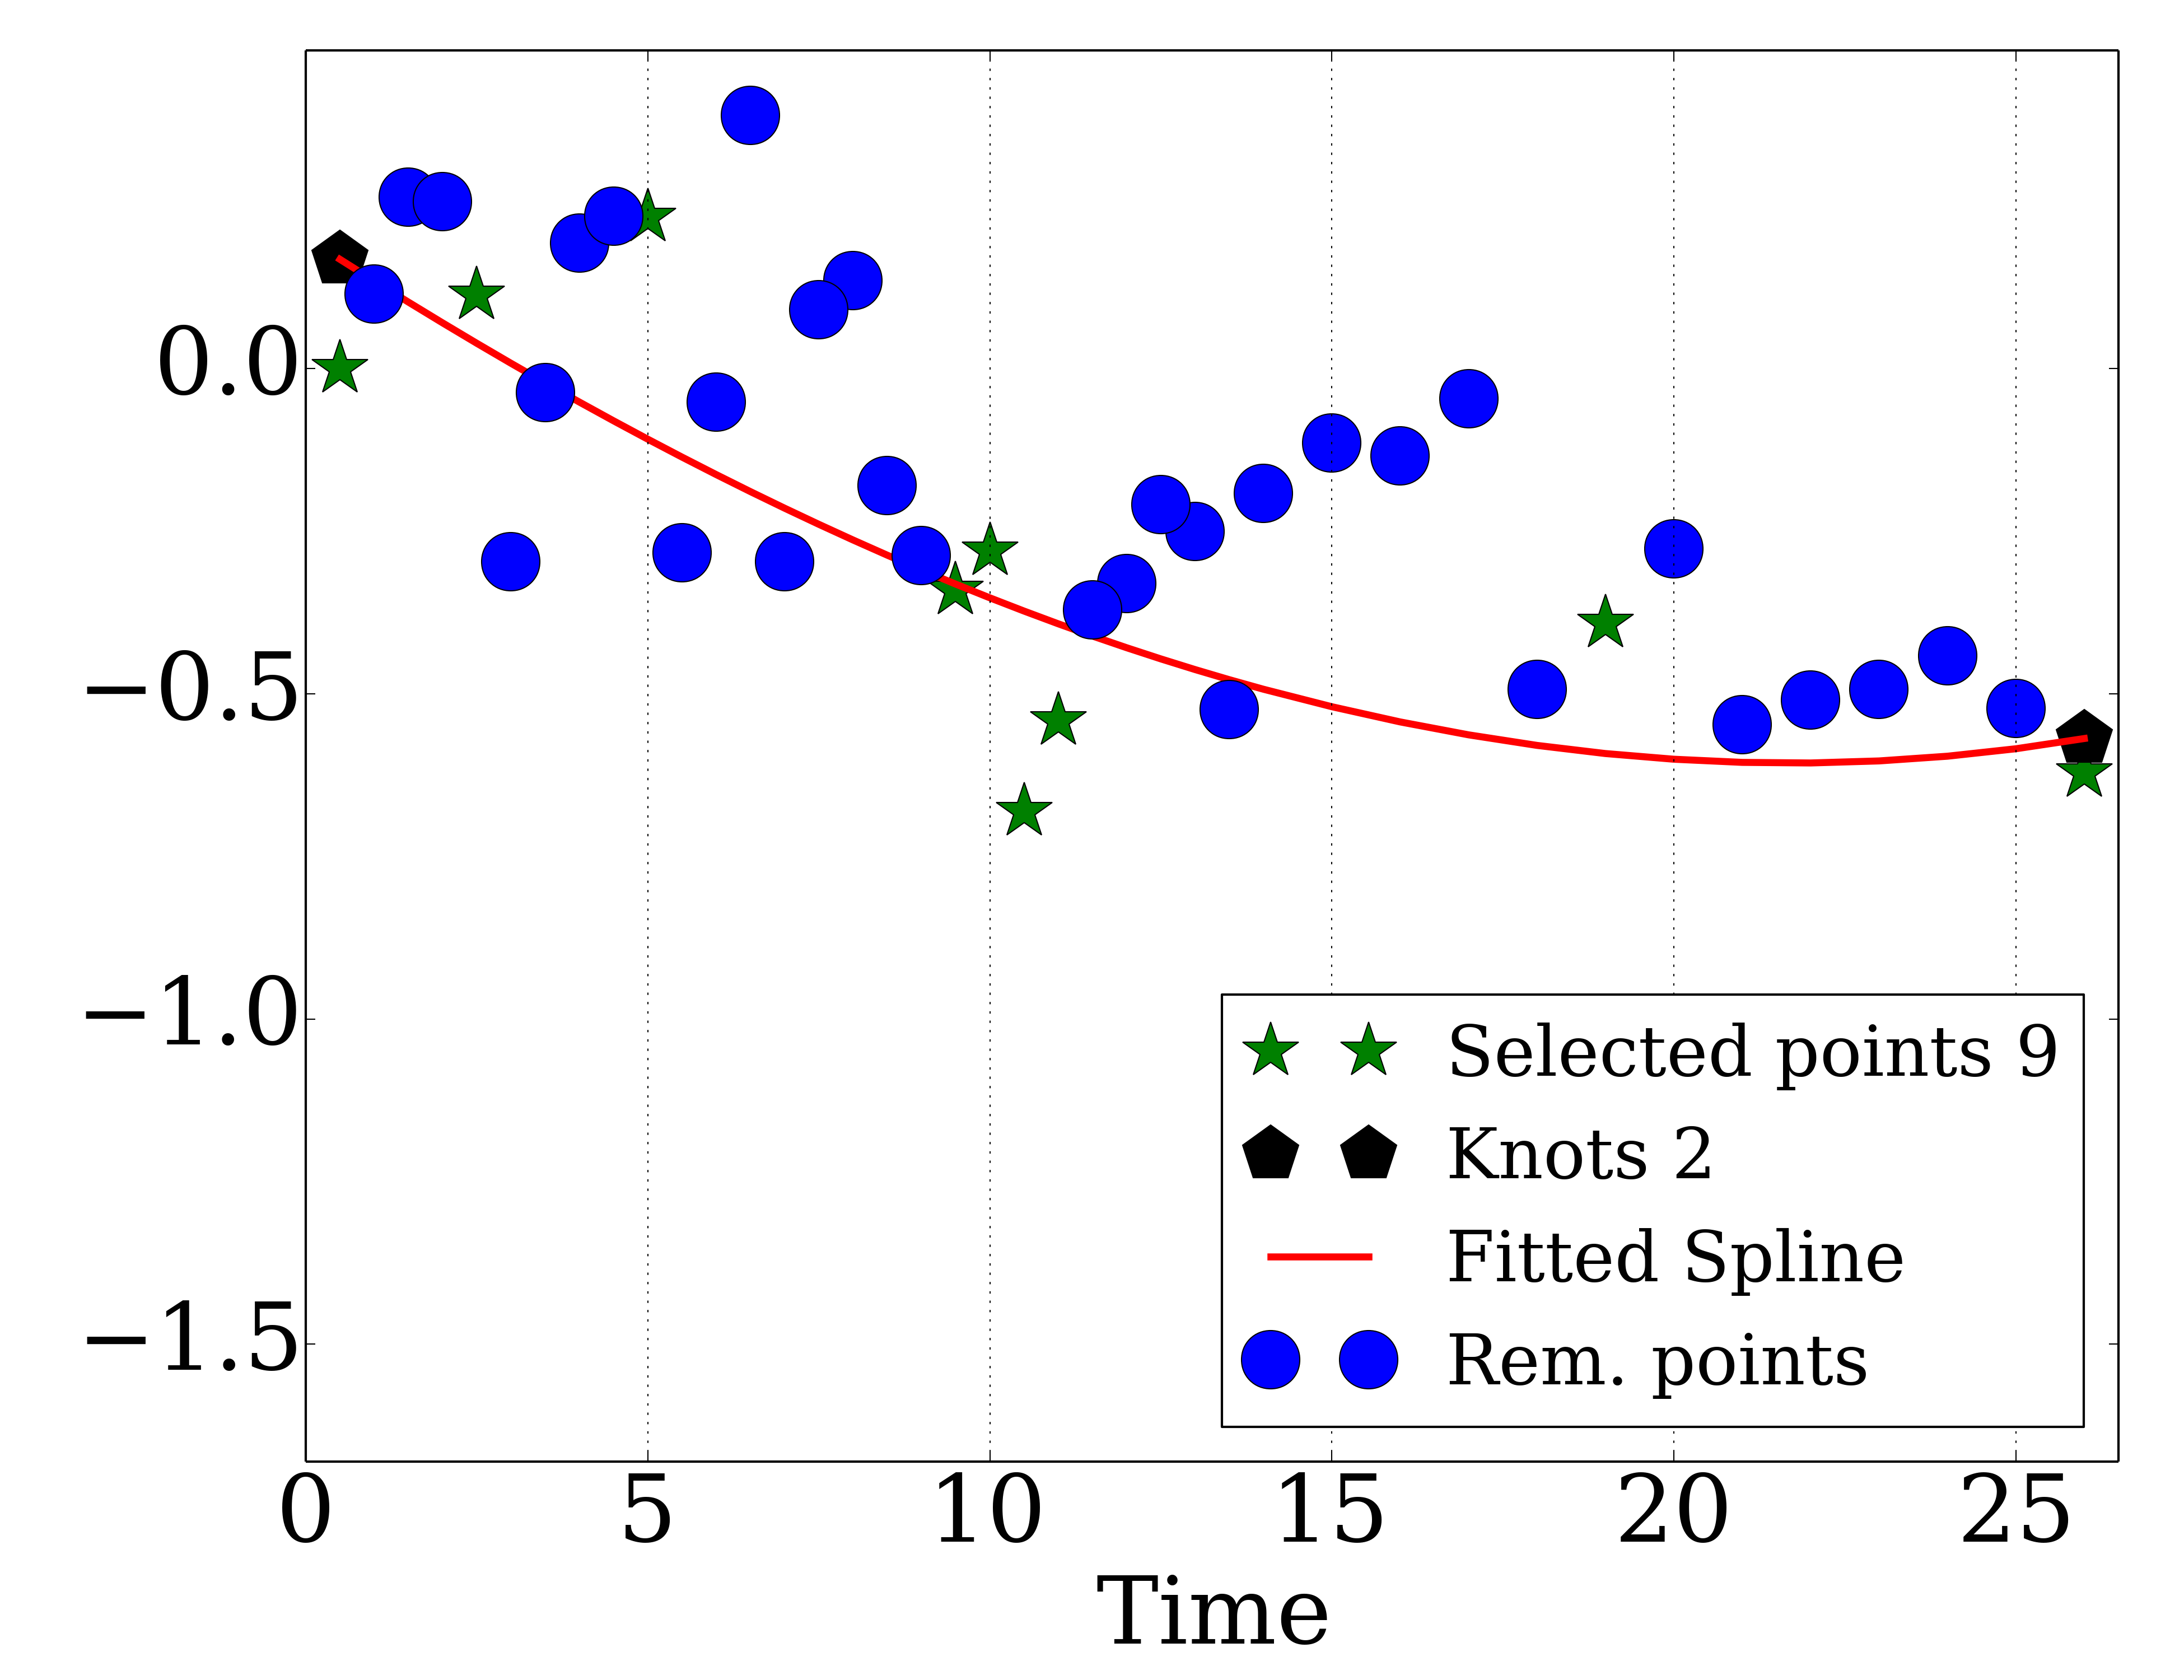 0.0
−0.5
−1.0
−1.5
Selected points 9
Knots 2
Fitted Spline
Rem. points
0 5 10 15 20 25
Time